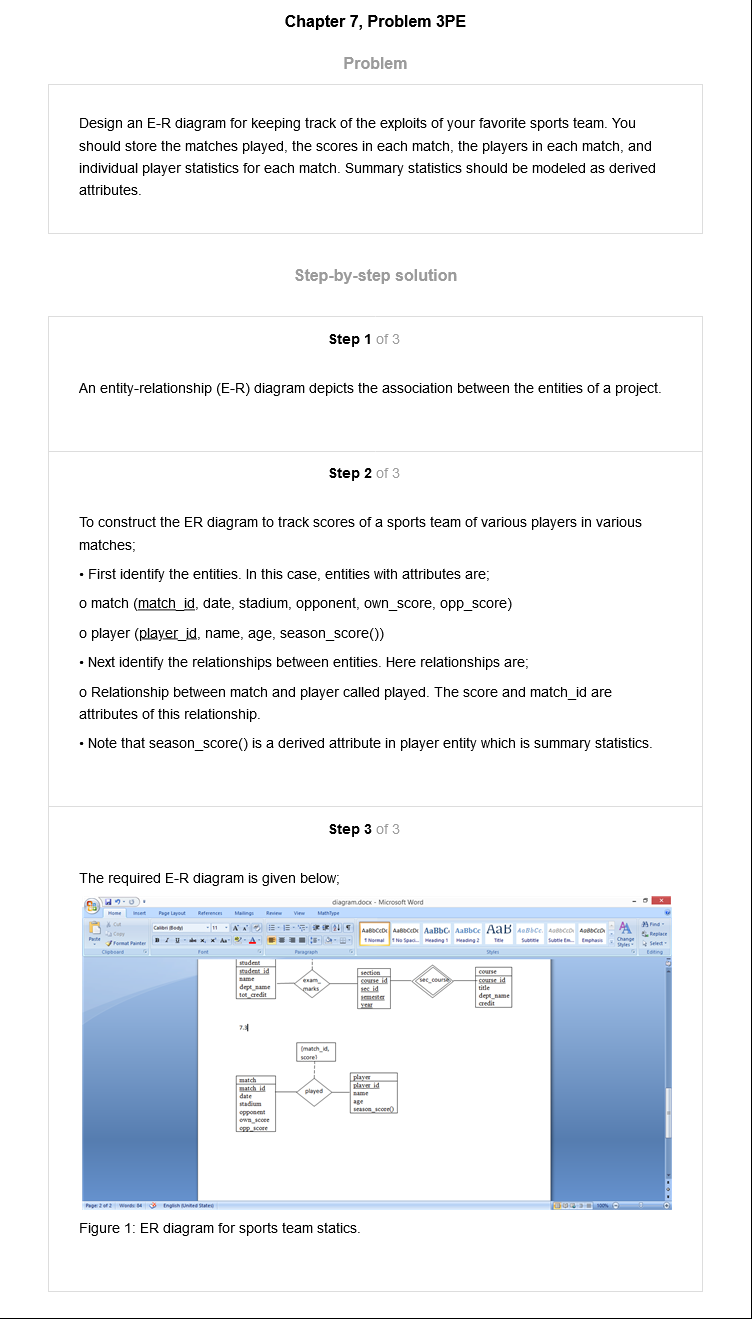 Chapter 7, Problem 3PE
Problem
Design an E-R diagram for keeping track of the exploits of your favorite sports team. You
should store the matches played, the scores in each match, the players in each match, and
individual player statistics for each match. Summary statistics should be modeled as derived
attributes.
Step-by-step solution
Step 1 of 3
An entity-relationship (E-R) diagram depicts the association between the entities of a project.
Step 2 of 3
To construct the ER diagram to track scores of a sports team of various players in various
matches;
• First identify the entities. In this case, entities with attributes are;
o match (match_id, date, stadium, opponent, own_score, opp_score)
o player (player_id, name, age, season_score())
• Next identify the relationships between entities. Here relationships are;
o Relationship between match and player called played. The score and match_id are
attributes of this relationship.
• Note that season_score() is a derived attribute in player entity which is summary statistics.
Step 3 of 3
The required E-R diagram is given below;
diagram.docx - Microsoft Word
Home Insert Page Layout References Mailings Review View MathType
Paste
Cut
Copy
Format Painter
Calibri (Body) 11
AaBbCcDc AaBbCcDc AaBbC AaBbCc AaB AaBbCc. AaBbCcDc AaBbCcDc
¶ Normal ¶ No Spaci... Heading 1 Heading 2 Title Subtitle Subtle Em... Emphasis
Change
Styles
Find
Replace
Select
Clipboard Font Paragraph Styles Editing
student
student_id
name
dept_name
tot_credit
exam_
marks
section
course_id
sec_id
semester
year
sec_course
course
course_id
title
dept_name
credit
7.3
{match_id,
score}
match
match_id
date
stadium
opponent
own_score
opp_score
played
player
player_id
name
age
season_score()
Page: 2 of 2 Words: 84 English (United States) 100%
Figure 1: ER diagram for sports team statics.